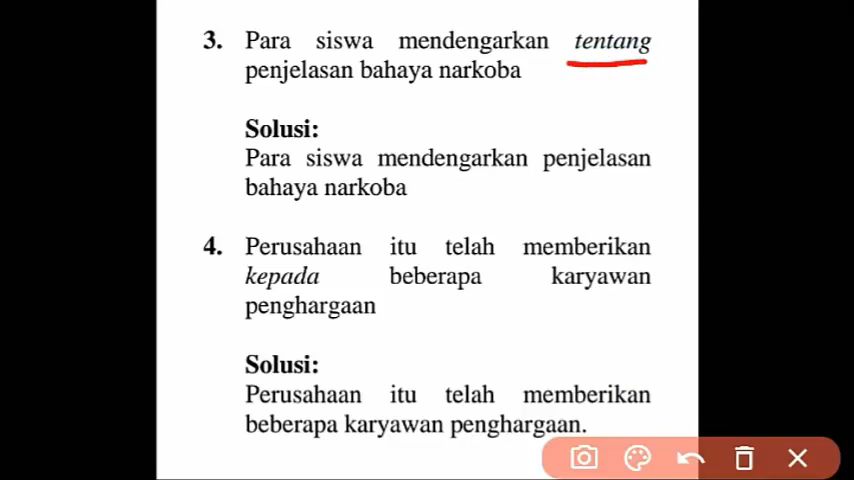 3. Para siswa mendengarkan tentang
penjelasan bahaya narkoba
Solusi:
Para siswa mendengarkan penjelasan
bahaya narkoba
4. Perusahaan itu telah memberikan
kepada beberapa karyawan
penghargaan
Solusi:
Perusahaan itu telah memberikan
beberapa karyawan penghargaan.